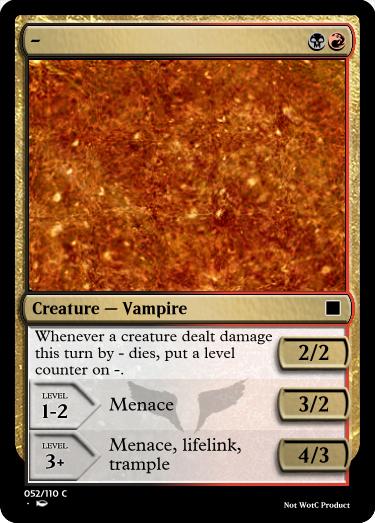 -
Creature — Vampire
Whenever a creature dealt damage
this turn by - dies, put a level
counter on -.
2/2
LEVEL
1-2
Menace
3/2
LEVEL
3+
Menace, lifelink,
trample
4/3
052/110 C
Not WotC Product